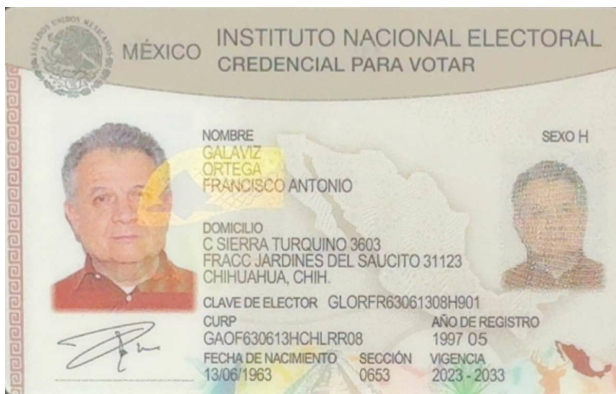 MÉXICO
INSTITUTO NACIONAL ELECTORAL
CREDENCIAL PARA VOTAR
NOMBRE
GALAVIZ
ORTEGA
FRANCISCO ANTONIO
SEXO H
DOMICILIO
C SIERRA TURQUINO 3603
FRACC JARDINES DEL SAUCITO 31123
CHIHUAHUA, CHIH.
CLAVE DE ELECTOR GLORFR63061308H901
CURP
GAOF630613HCHLRR08
AÑO DE REGISTRO
1997 05
FECHA DE NACIMIENTO
13/06/1963
SECCIÓN
0653
VIGENCIA
2023 - 2033